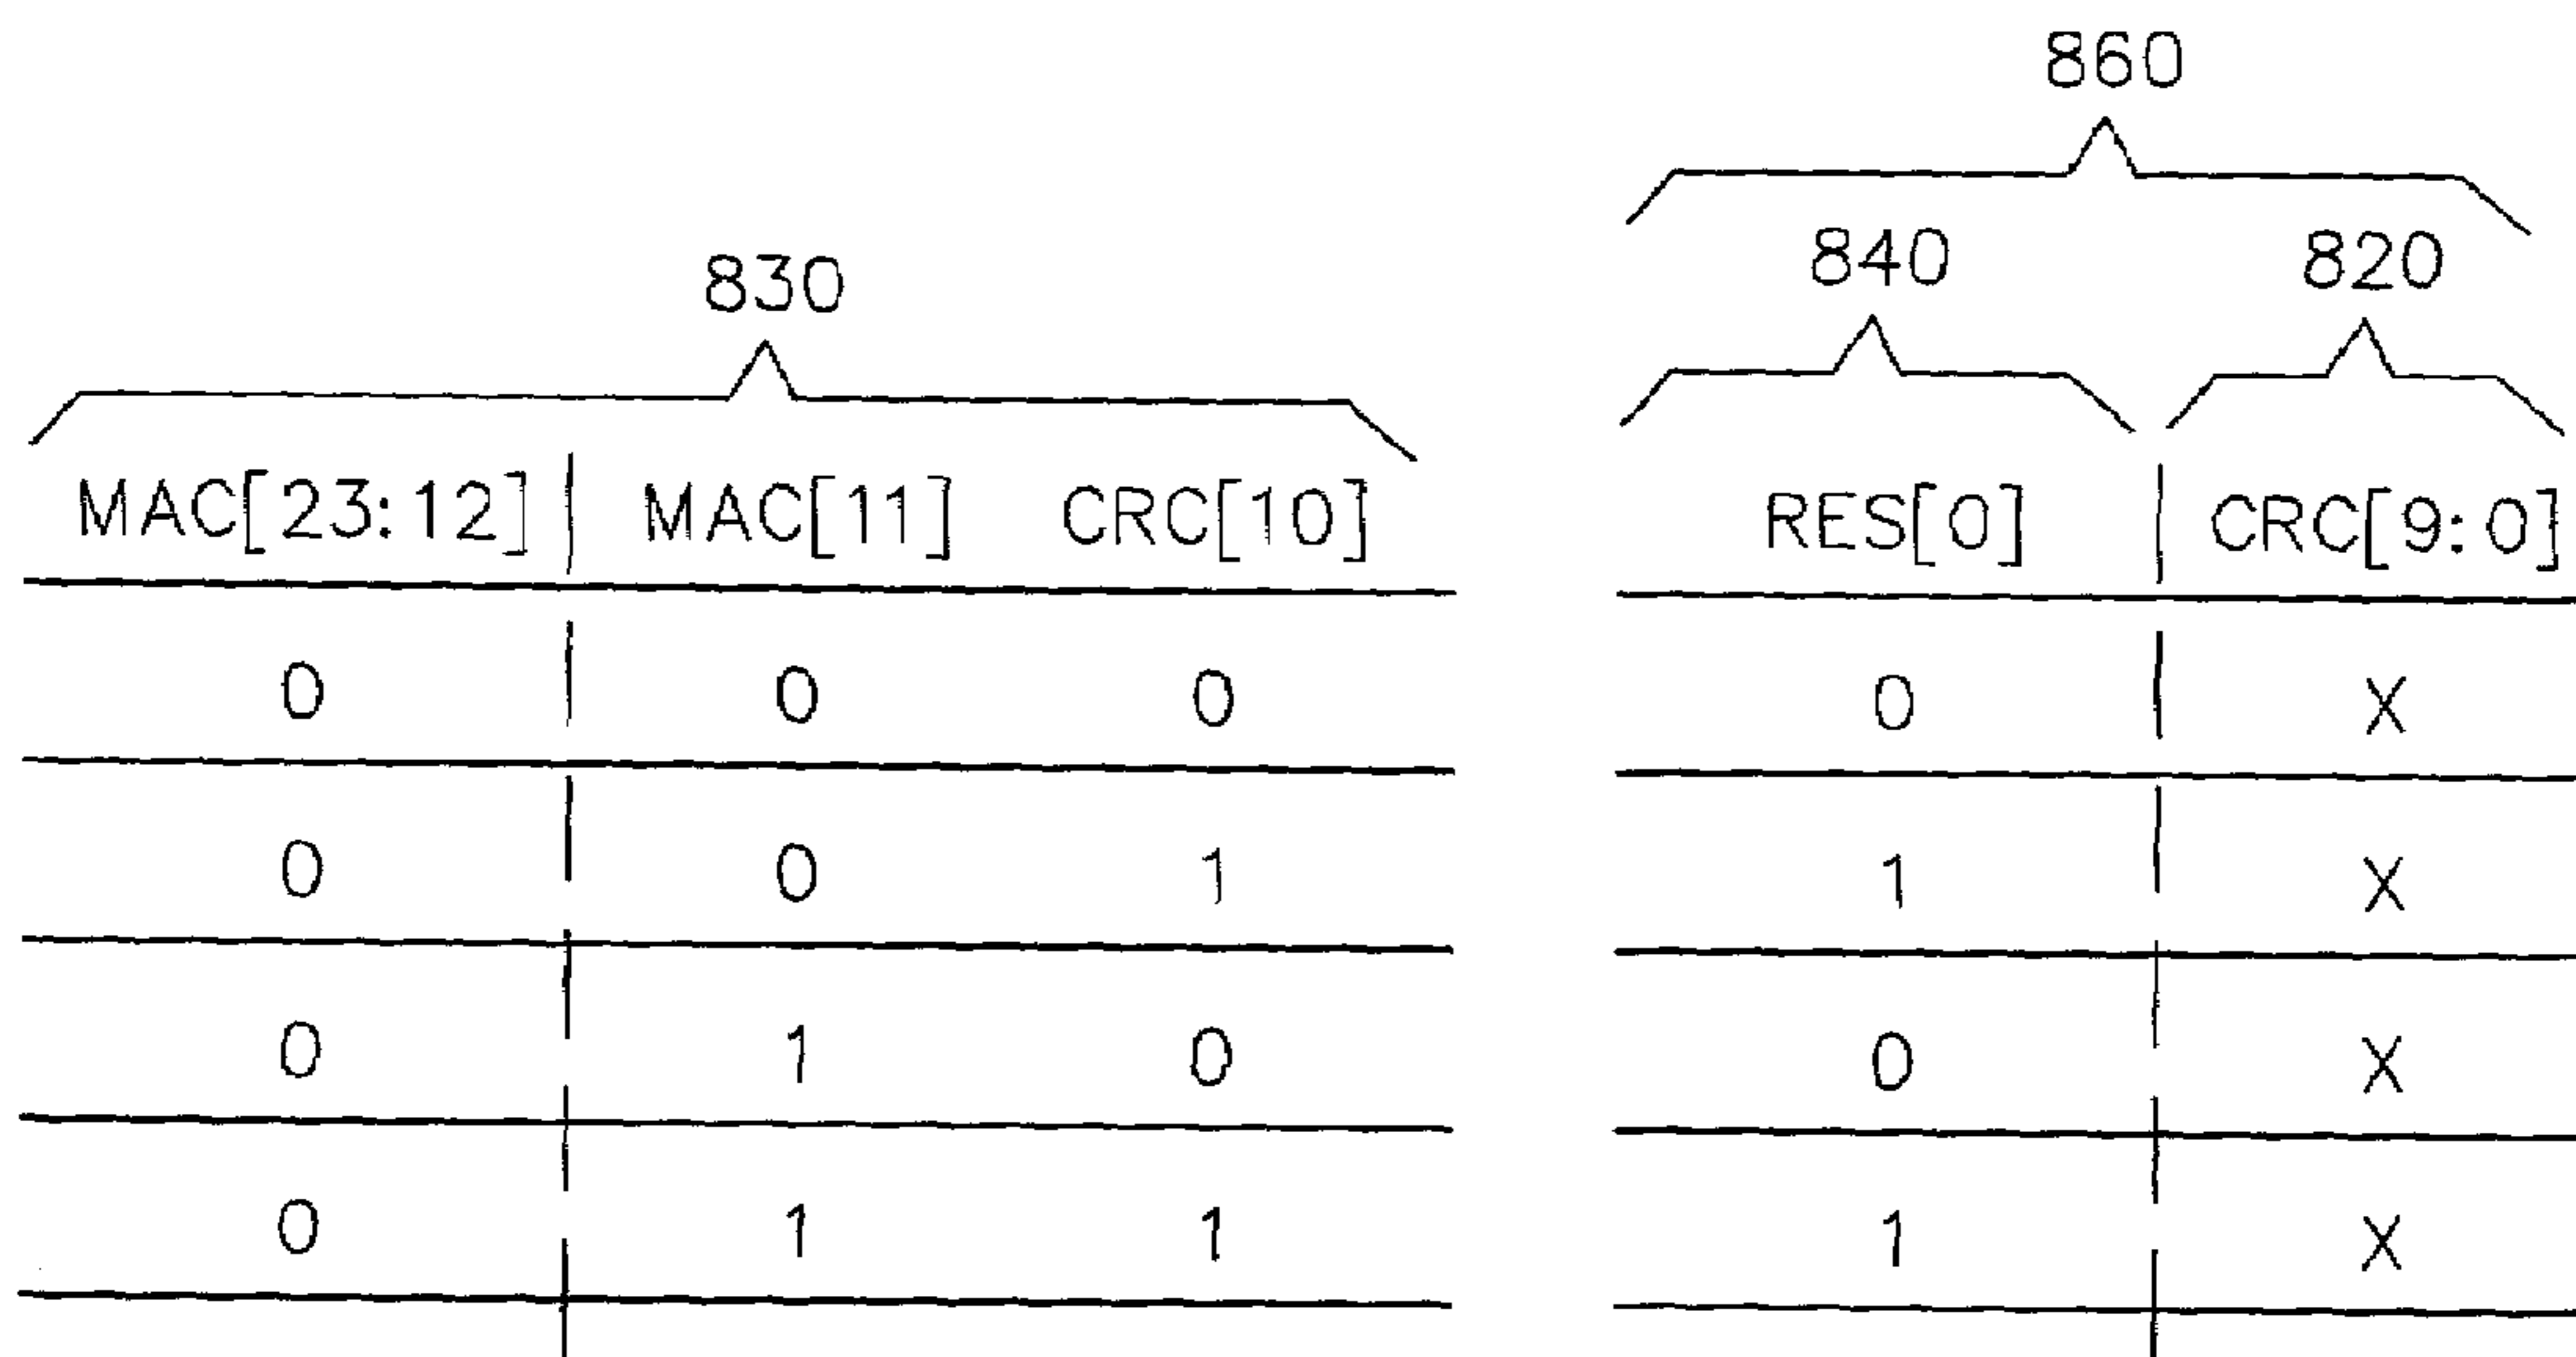 860
830 840 820
MAC[23:12] MAC[11] CRC[10] RES[0] CRC[9:0]
0 0 0 0 X
0 0 1 1 X
0 1 0 0 X
0 1 1 1 X